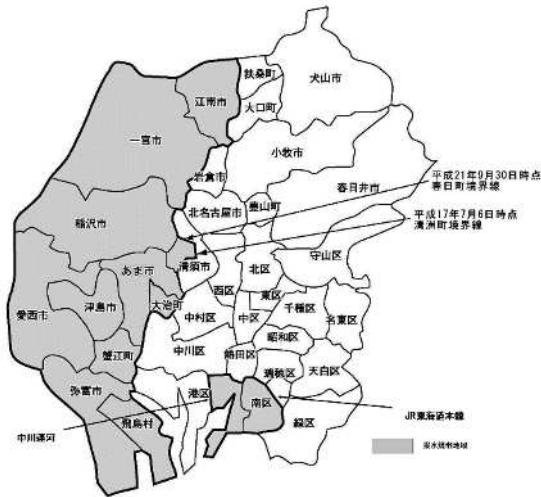 扶桑町
犬山市
江南市
大口町
一宮市
小牧市
岩倉市
平成21年9月30日時点
春日町境界線
春日井市
豊山町
北名古屋市
平成17年7月6日時点
清洲町境界線
稲沢市
守山区
あま市
清須市
北区
西区
東区
千種区
名東区
愛西市
津島市
大治町
中村区
中区
昭和区
蟹江町
中川区
熱田区
瑞穂区
天白区
弥富市
港区
南区
JR東海道本線
飛島村
緑区
中川運河